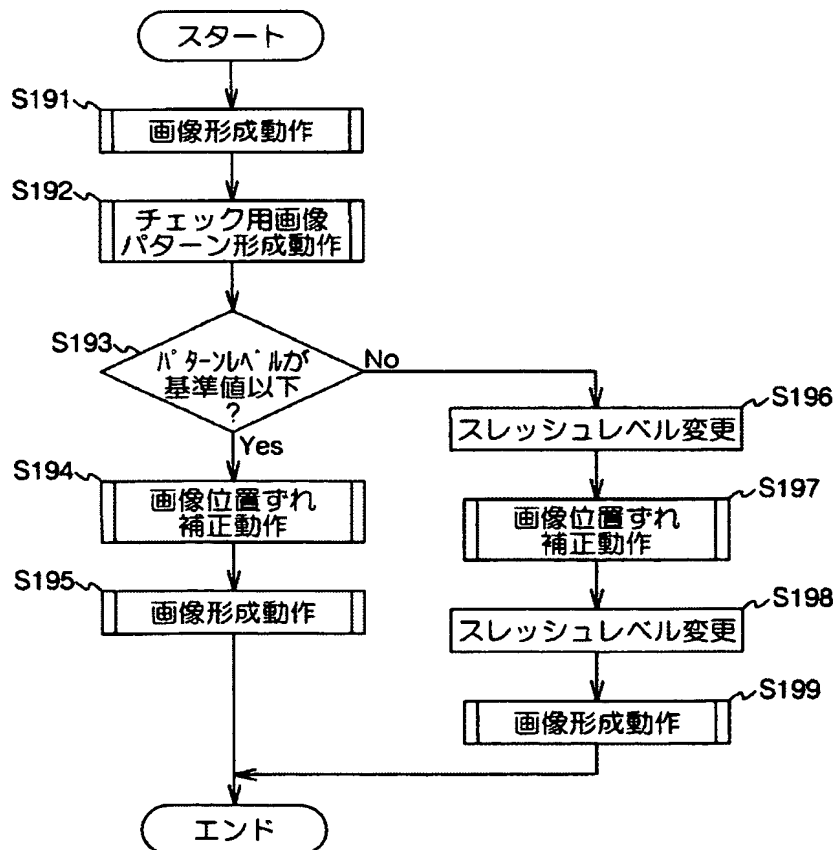 スタート
S191
画像形成動作
S192
チェック用画像
パターン形成動作
S193
パターンレベルが
基準値以下
?
No
Yes
S194
画像位置ずれ
補正動作
S195
画像形成動作
S196
スレッシュレベル変更
S197
画像位置ずれ
補正動作
S198
スレッシュレベル変更
S199
画像形成動作
エンド